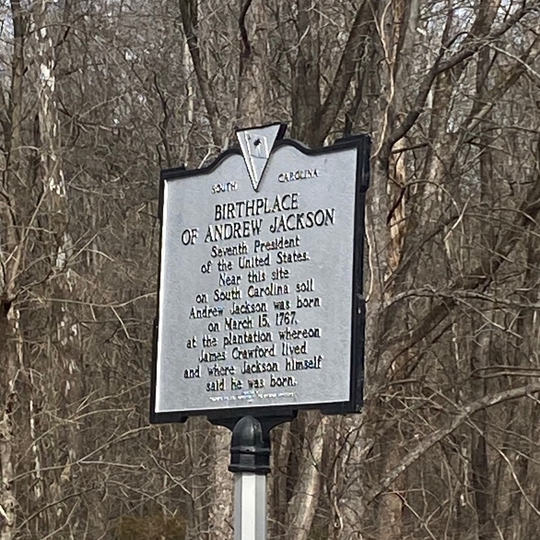 SOUTH CAROLINA
BIRTHPLACE
OF ANDREW JACKSON
Seventh President
of the United States.
Near this site
on South Carolina soil
Andrew Jackson was born
on March 15, 1767,
at the plantation whereon
James Crawford lived
and where Jackson himself
said he was born.